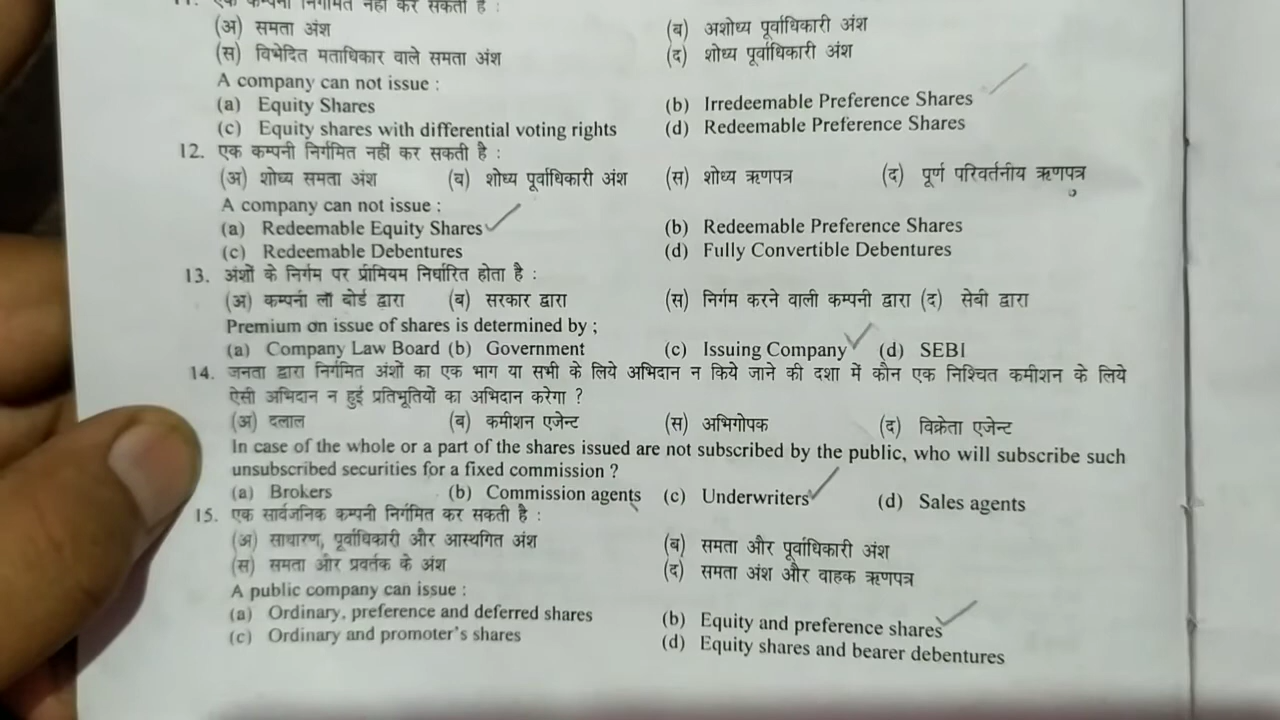 11. एक कम्पनी निर्गमित नहीं कर सकती है :
(अ) समता अंश (ब) अशोध्य पूर्वाधिकारी अंश
(स) विभेदित मताधिकार वाले समता अंश (द) शोध्य पूर्वाधिकारी अंश
A company can not issue :
(a) Equity Shares (b) Irredeemable Preference Shares
(c) Equity shares with differential voting rights (d) Redeemable Preference Shares
12. एक कम्पनी निर्गमित नहीं कर सकती है :
(अ) शोध्य समता अंश (ब) शोध्य पूर्वाधिकारी अंश (स) शोध्य ऋणपत्र (द) पूर्ण परिवर्तनीय ऋणपत्र
A company can not issue :
(a) Redeemable Equity Shares (b) Redeemable Preference Shares
(c) Redeemable Debentures (d) Fully Convertible Debentures
13. अंशों के निर्गम पर प्रीमियम निर्धारित होता है :
(अ) कम्पनी लॉ बोर्ड द्वारा (ब) सरकार द्वारा (स) निर्गम करने वाली कम्पनी द्वारा (द) सेबी द्वारा
Premium on issue of shares is determined by ;
(a) Company Law Board (b) Government (c) Issuing Company (d) SEBI
14. जनता द्वारा निर्गमित अंशों का एक भाग या सभी के लिये अभिदान न किये जाने की दशा में कौन एक निश्चित कमीशन के लिये
ऐसी अभिदान न हुई प्रतिभूतियों का अभिदान करेगा ?
(अ) दलाल (ब) कमीशन एजेन्ट (स) अभिगोपक (द) विक्रेता एजेन्ट
In case of the whole or a part of the shares issued are not subscribed by the public, who will subscribe such
unsubscribed securities for a fixed commission ?
(a) Brokers (b) Commission agents (c) Underwriters (d) Sales agents
15. एक सार्वजनिक कम्पनी निर्गमित कर सकती है :
(अ) साधारण, पूर्वाधिकारी और आस्थगित अंश (ब) समता और पूर्वाधिकारी अंश
(स) समता और प्रवर्तक के अंश (द) समता अंश और वाहक ऋणपत्र
A public company can issue :
(a) Ordinary, preference and deferred shares (b) Equity and preference shares
(c) Ordinary and promoter's shares (d) Equity shares and bearer debentures